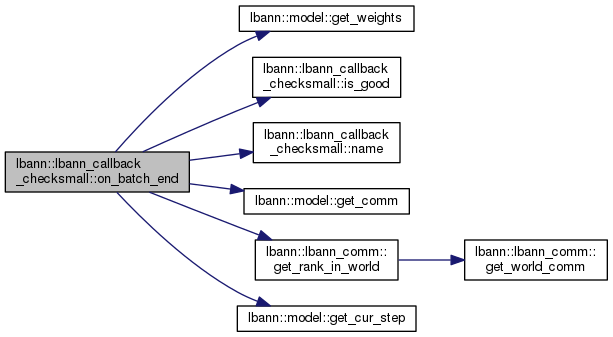 lbann::model::get_weights
lbann::lbann_callback
_checksmall::is_good
lbann::lbann_callback
_checksmall::name
lbann::lbann_callback
_checksmall::on_batch_end
lbann::model::get_comm
lbann::lbann_comm::
get_rank_in_world
lbann::lbann_comm::
get_world_comm
lbann::model::get_cur_step